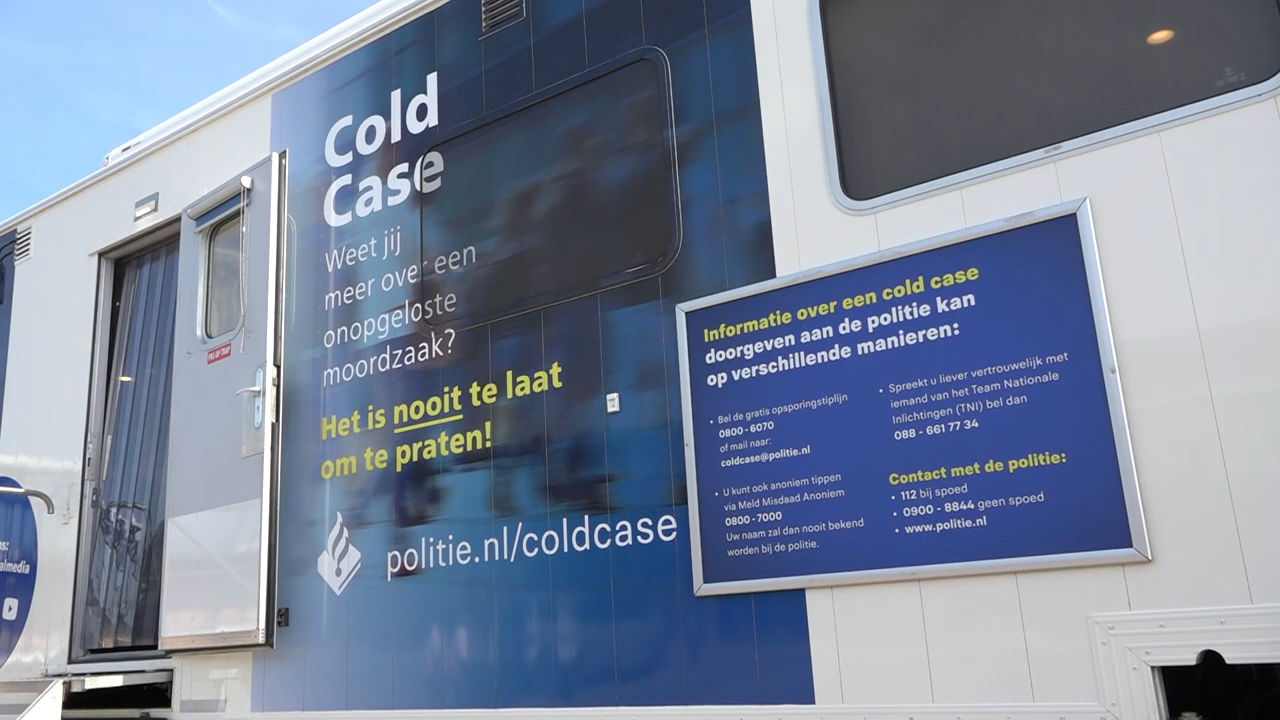 Cold
Case
Weet jij
meer over een
onopgeloste
moordzaak?
Het is nooit te laat
om te praten!
politie.nl/coldcase
Informatie over een cold case
doorgeven aan de politie kan
op verschillende manieren:
• Bel de gratis opsporingstiplijn
0800 - 6070
of mail naar:
coldcase@politie.nl
• U kunt ook anoniem tippen
via Meld Misdaad Anoniem
0800 - 7000
Uw naam zal dan nooit bekend
worden bij de politie.
• Spreekt u liever vertrouwelijk met
iemand van het Team Nationale
Inlichtingen (TNI) bel dan
088 - 661 77 34
Contact met de politie:
• 112 bij spoed
• 0900 - 8844 geen spoed
• www.politie.nl